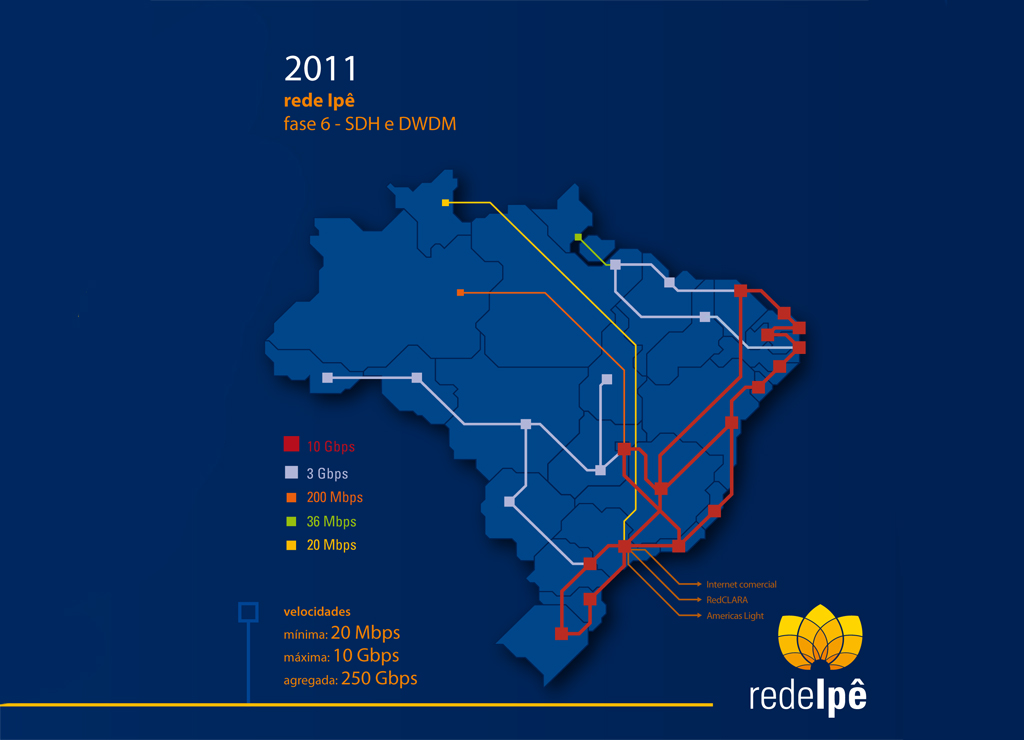 2011
rede Ipê
fase 6 - SDH e DWDM
10 Gbps
3 Gbps
200 Mbps
36 Mbps
20 Mbps
velocidades
mínima: 20 Mbps
máxima: 10 Gbps
agregada: 250 Gbps
Internet comercial
RedCLARA
Americas Light
redeIpê